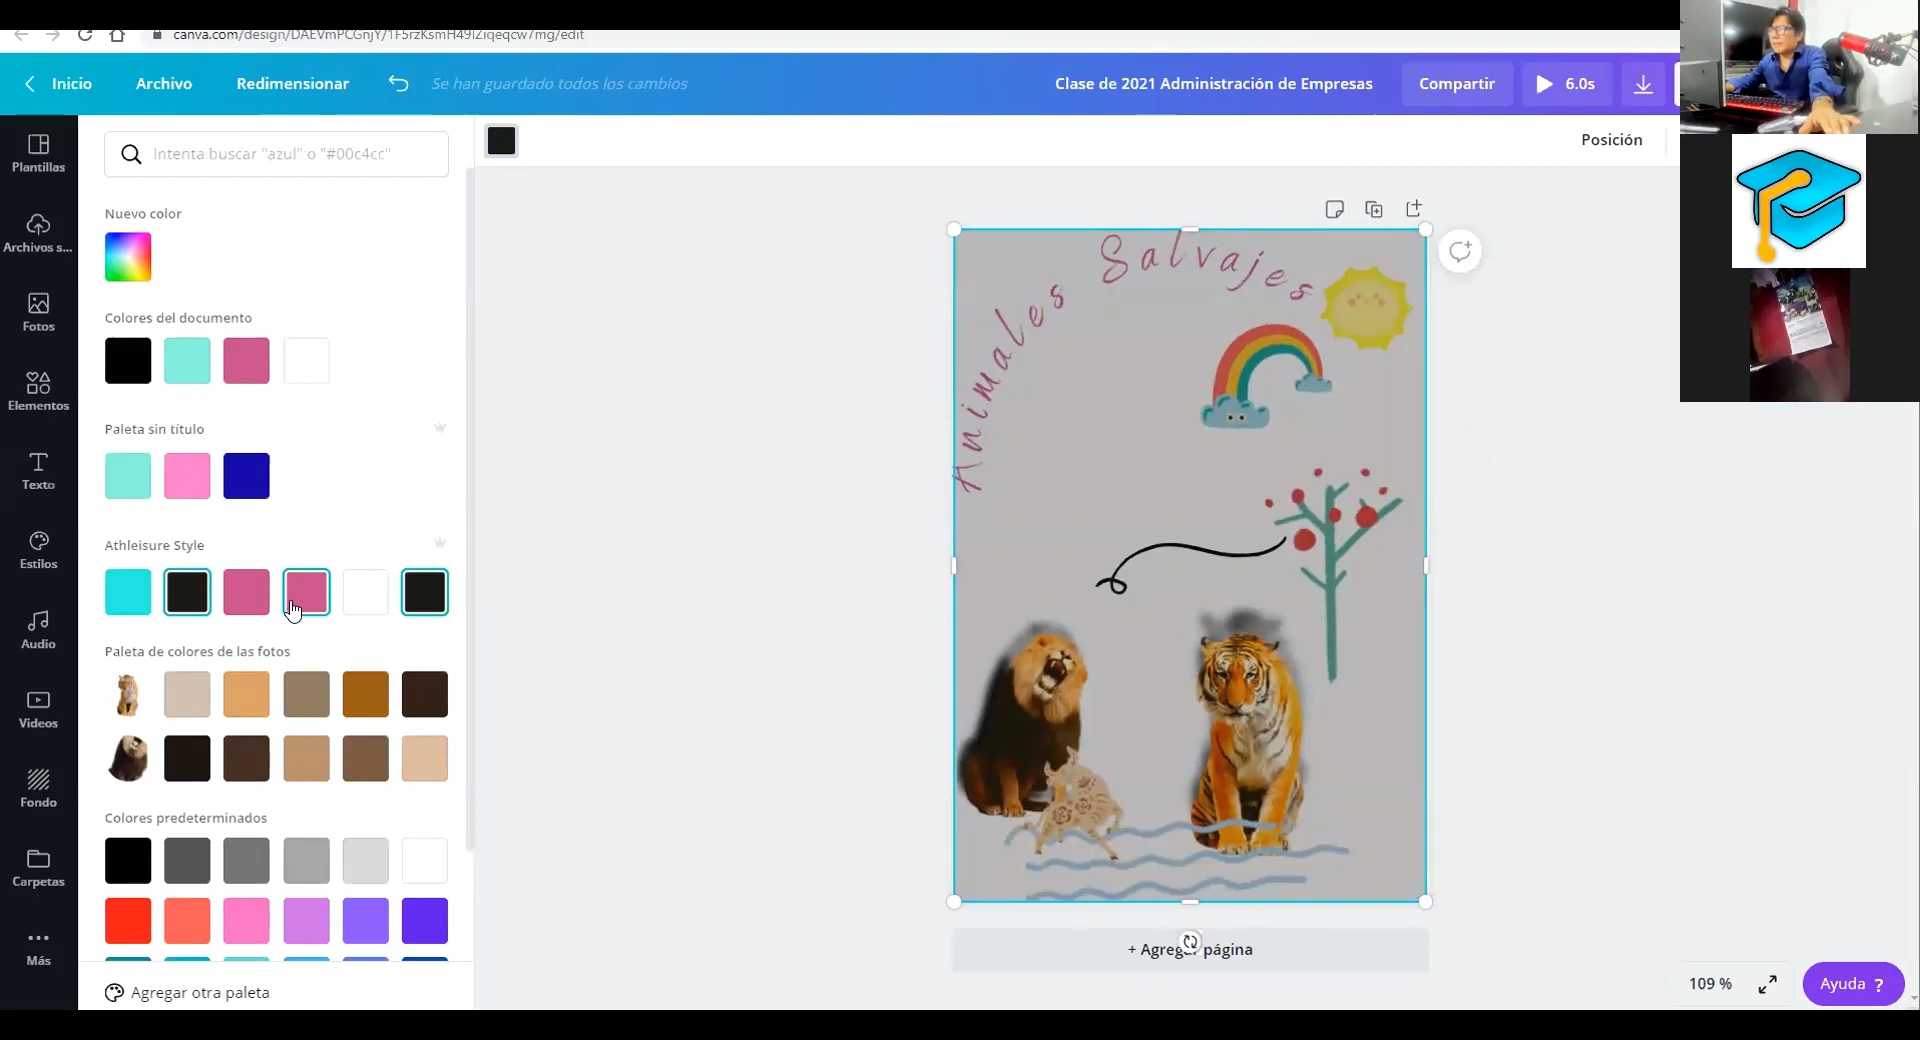 canva.com/design/DAEVmPCGnjY/1F5rzKsmH49IZiqeqcw7mg/edit
Inicio
Archivo
Redimensionar
Se han guardado todos los cambios
Clase de 2021 Administración de Empresas
Compartir
6.0s
Plantillas
Archivos s...
Fotos
Elementos
Texto
Estilos
Audio
Videos
Fondo
Carpetas
Más
Intenta buscar "azul" o "#00c4cc"
Nuevo color
Colores del documento
Paleta sin título
Athleisure Style
Paleta de colores de las fotos
Colores predeterminados
Agregar otra paleta
Posición
Animales Salvajes
+ Agregar página
109 %
Ayuda ?